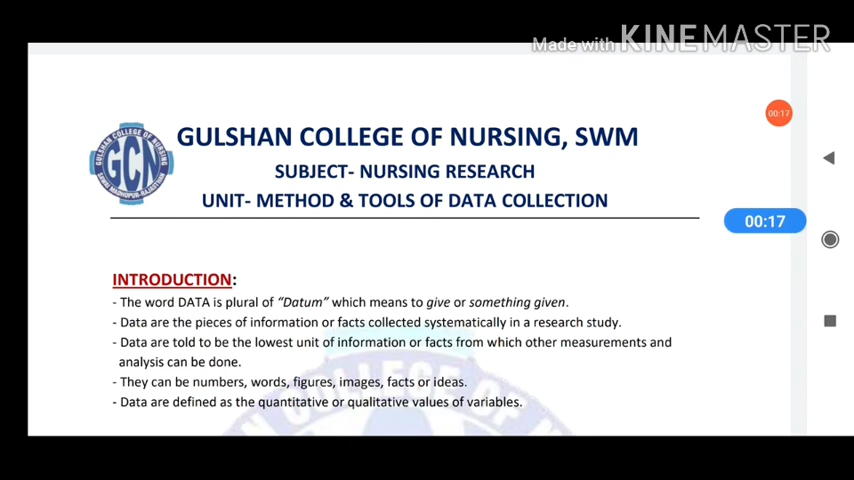 Made with KINEMASTER
00:17
GULSHAN COLLEGE OF NURSING, SWM
GCN
SUBJECT- NURSING RESEARCH
UNIT- METHOD & TOOLS OF DATA COLLECTION
00:17
INTRODUCTION:
- The word DATA is plural of “Datum” which means to give or something given.
- Data are the pieces of information or facts collected systematically in a research study.
- Data are told to be the lowest unit of information or facts from which other measurements and
analysis can be done.
- They can be numbers, words, figures, images, facts or ideas.
- Data are defined as the quantitative or qualitative values of variables.